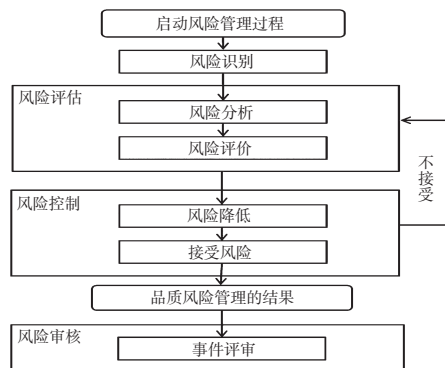 启动风险管理过程
风险识别
风险评估
风险分析
风险评价
不接受
风险控制
风险降低
接受风险
品质风险管理的结果
风险审核
事件评审